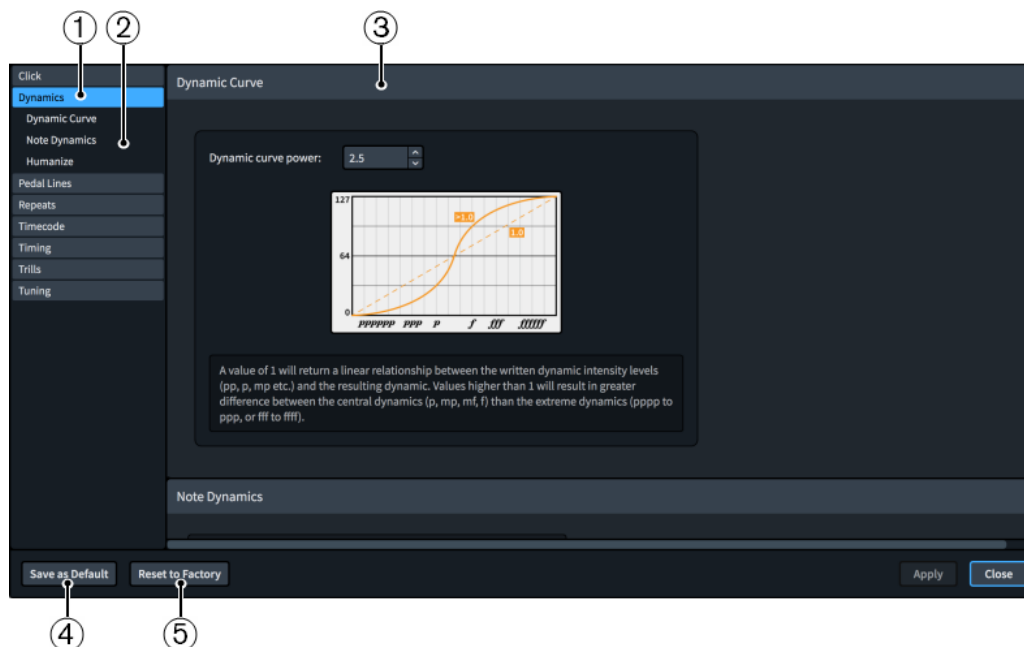 ① ② ③
Click
Dynamics
Dynamic Curve
Note Dynamics
Humanize
Pedal Lines
Repeats
Timecode
Timing
Trills
Tuning
Dynamic Curve
Dynamic curve power: 2.5
127
>1.0
1.0
64
0
pppppp ppp p f fff ffffff
A value of 1 will return a linear relationship between the written dynamic intensity levels
(pp, p, mp etc.) and the resulting dynamic. Values higher than 1 will result in greater
difference between the central dynamics (p, mp, mf, f) than the extreme dynamics (pppp to
ppp, or fff to ffff).
Note Dynamics
Save as Default Reset to Factory Apply Close
④ ⑤